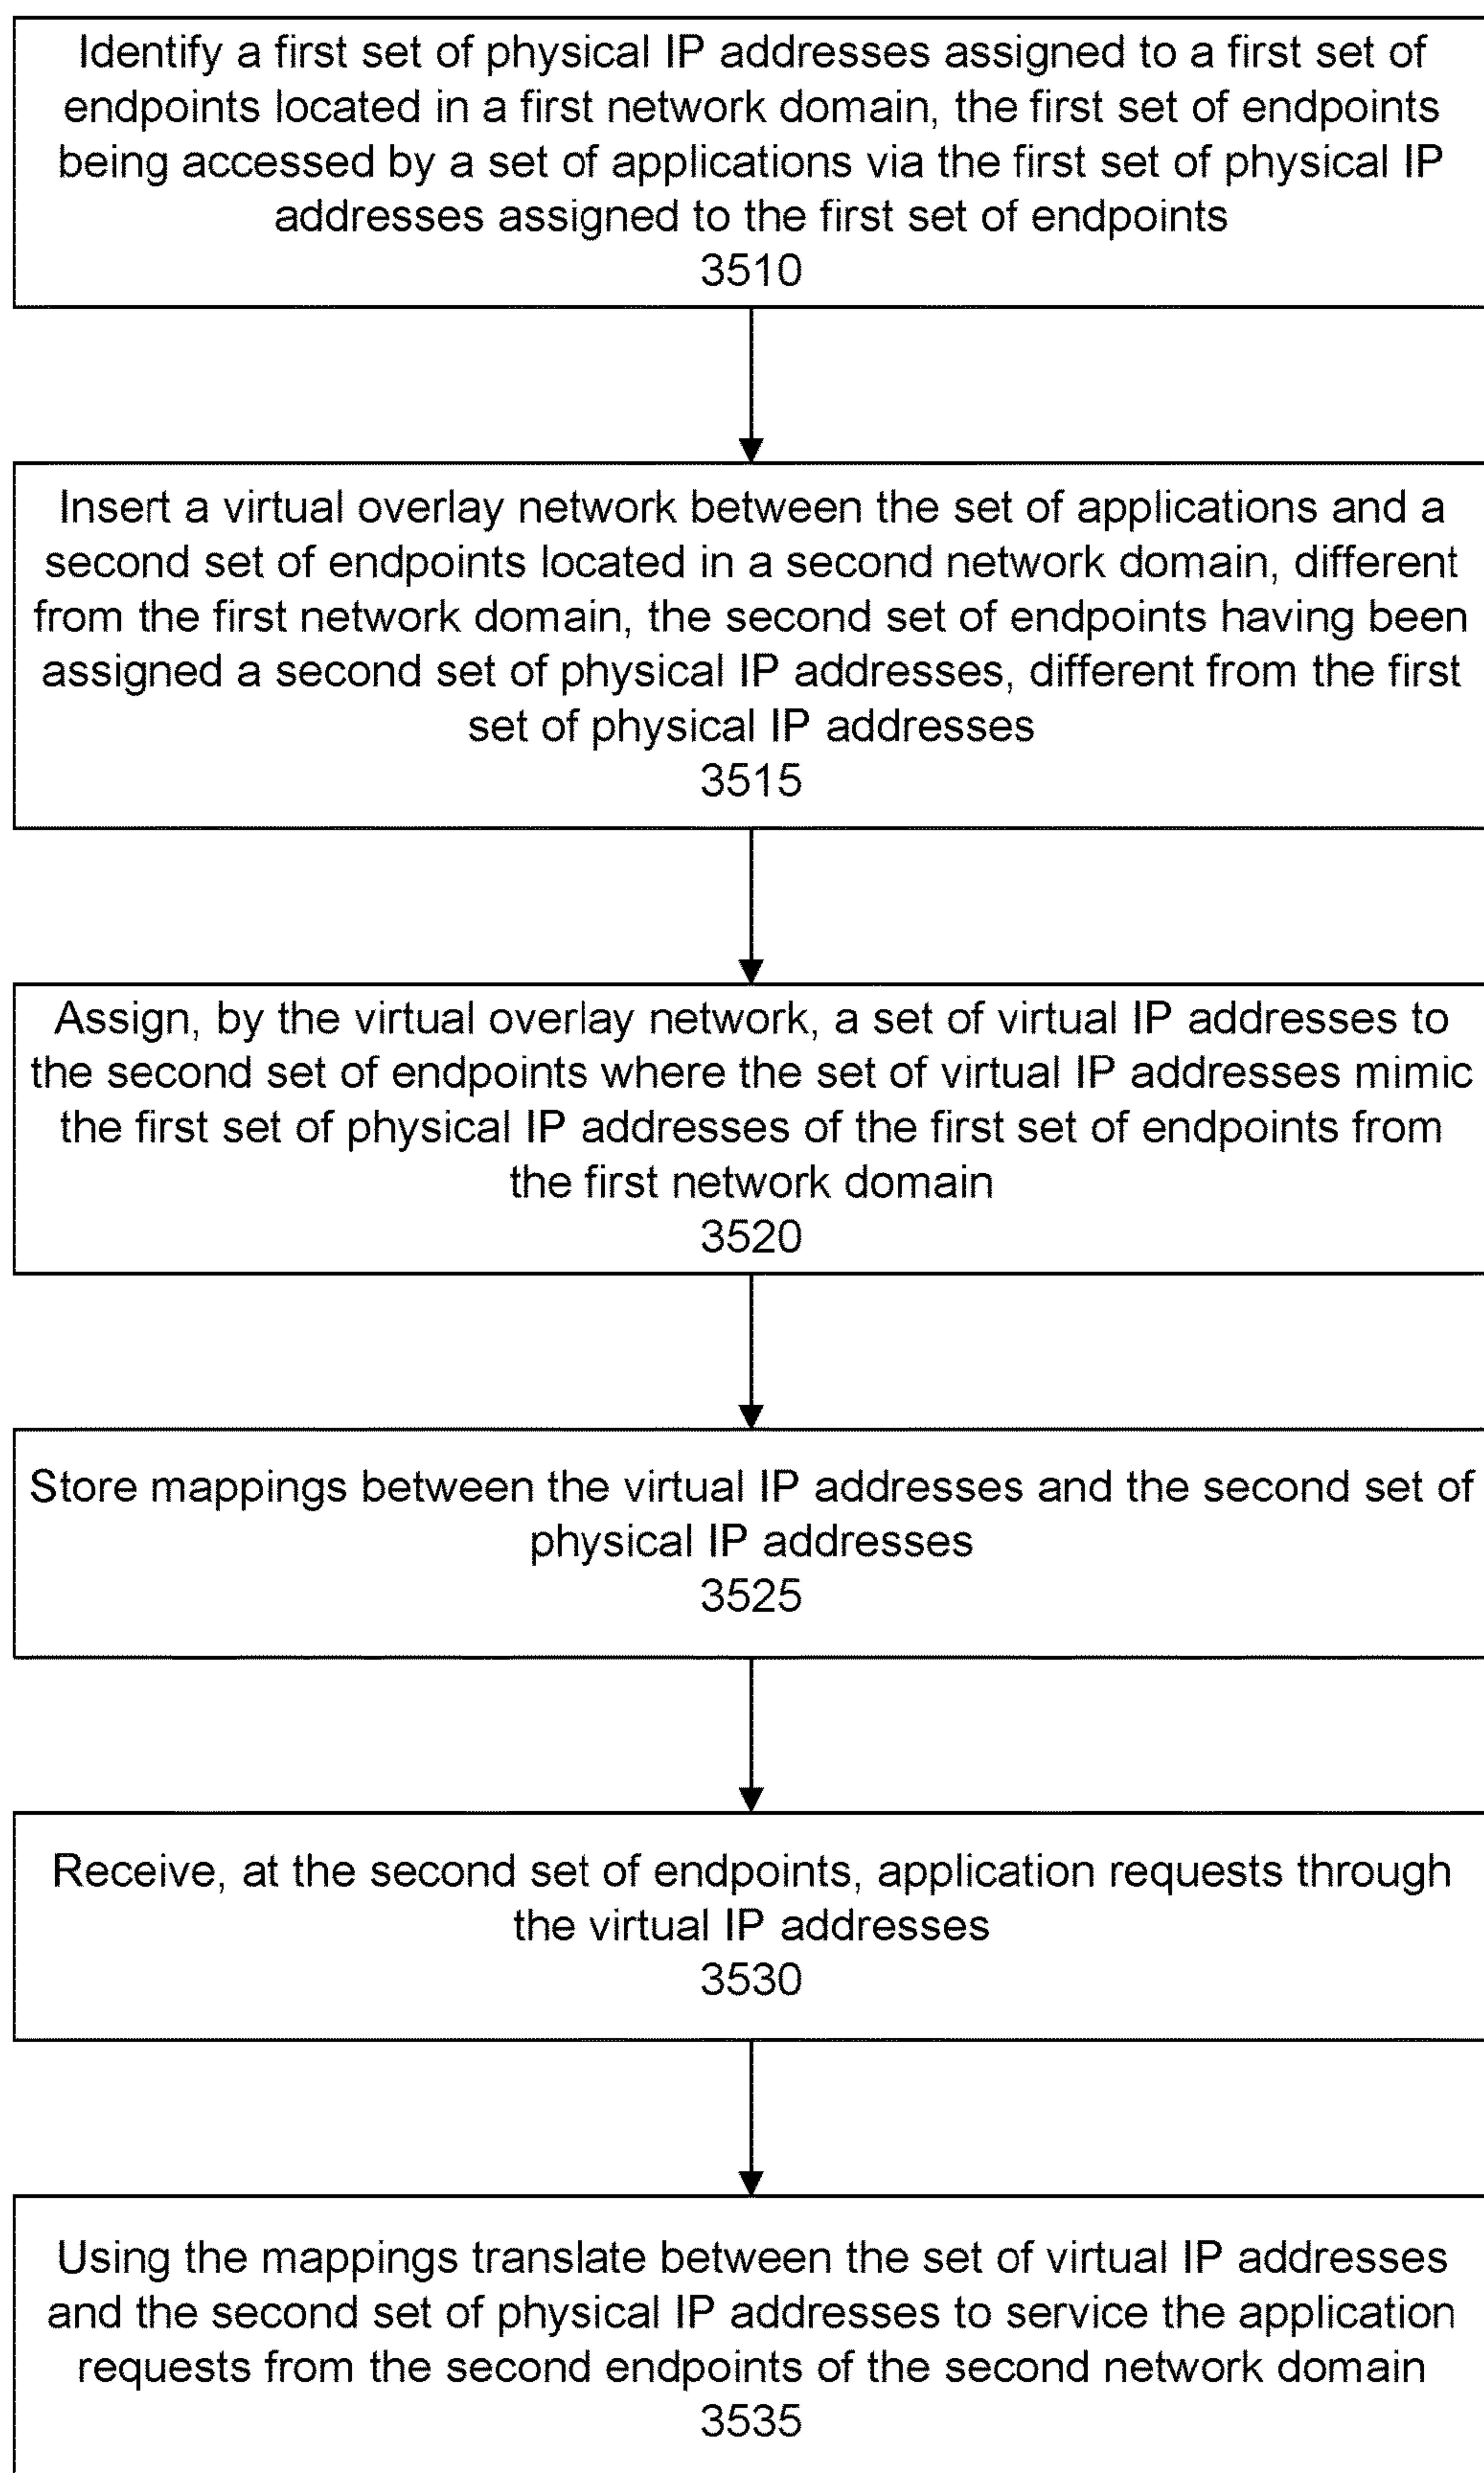 Identify a first set of physical IP addresses assigned to a first set of
endpoints located in a first network domain, the first set of endpoints
being accessed by a set of applications via the first set of physical IP
addresses assigned to the first set of endpoints
3510
Insert a virtual overlay network between the set of applications and a
second set of endpoints located in a second network domain, different
from the first network domain, the second set of endpoints having been
assigned a second set of physical IP addresses, different from the first
set of physical IP addresses
3515
Assign, by the virtual overlay network, a set of virtual IP addresses to
the second set of endpoints where the set of virtual IP addresses mimic
the first set of physical IP addresses of the first set of endpoints from
the first network domain
3520
Store mappings between the virtual IP addresses and the second set of
physical IP addresses
3525
Receive, at the second set of endpoints, application requests through
the virtual IP addresses
3530
Using the mappings translate between the set of virtual IP addresses
and the second set of physical IP addresses to service the application
requests from the second endpoints of the second network domain
3535